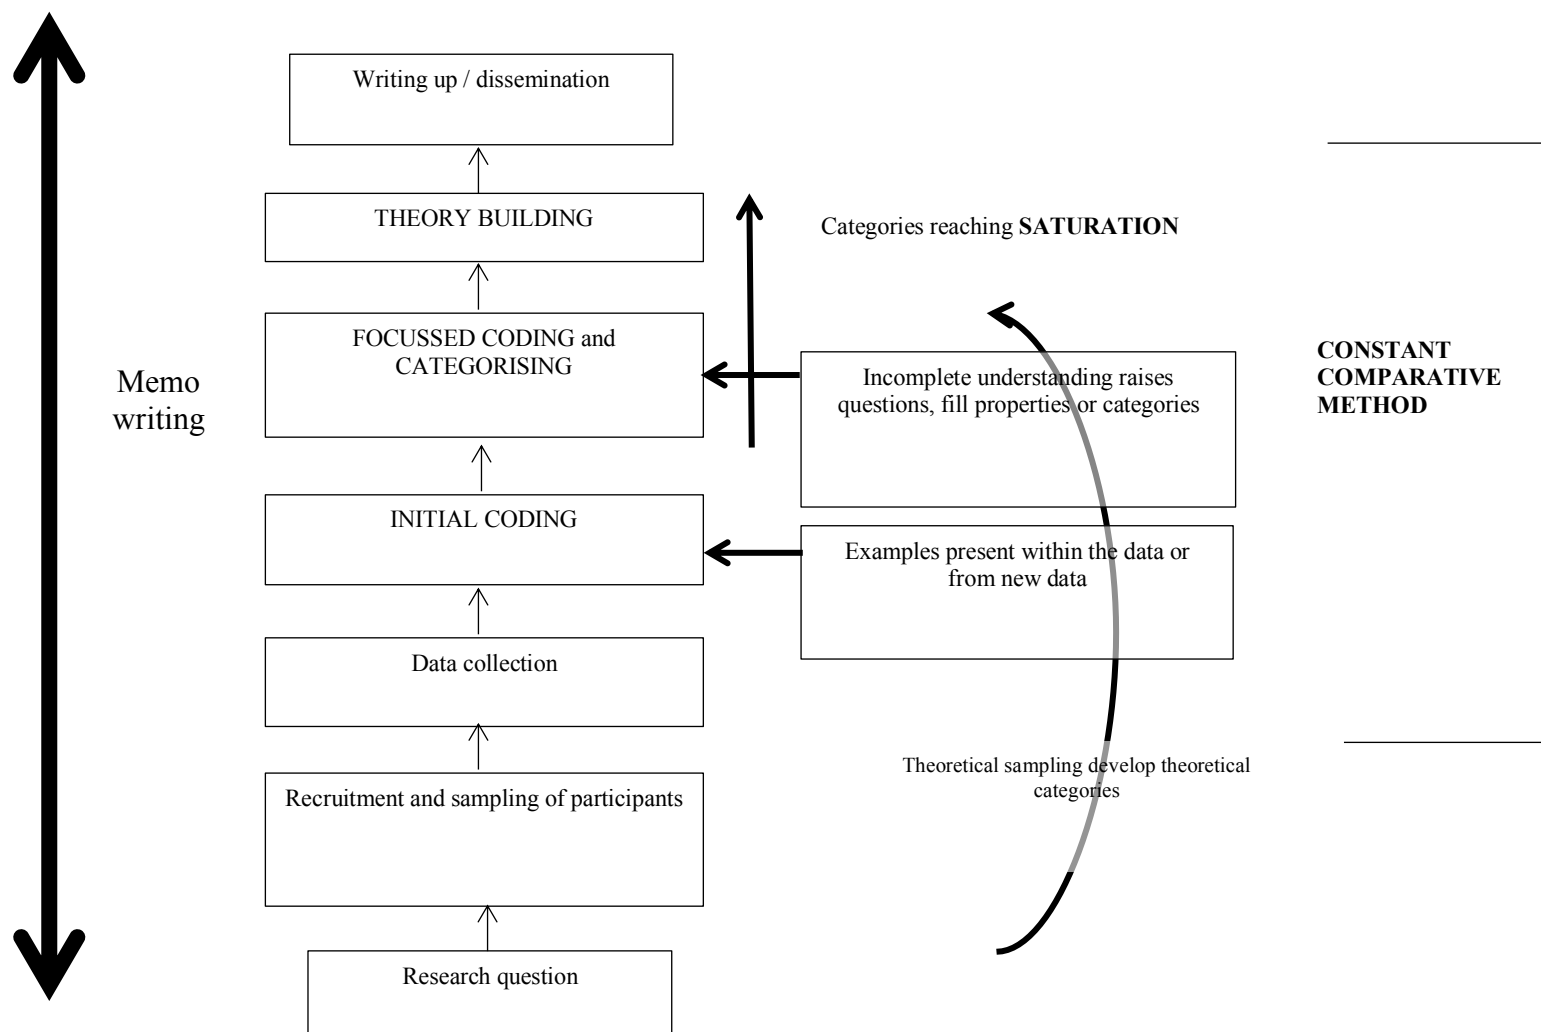 Writing up / dissemination
THEORY BUILDING
Categories reaching SATURATION
FOCUSSED CODING and
CATEGORISING
Memo
writing
Incomplete understanding raises
questions, fill properties or categories
CONSTANT
COMPARATIVE
METHOD
INITIAL CODING
Examples present within the data or
from new data
Data collection
Recruitment and sampling of participants
Theoretical sampling develop theoretical
categories
Research question